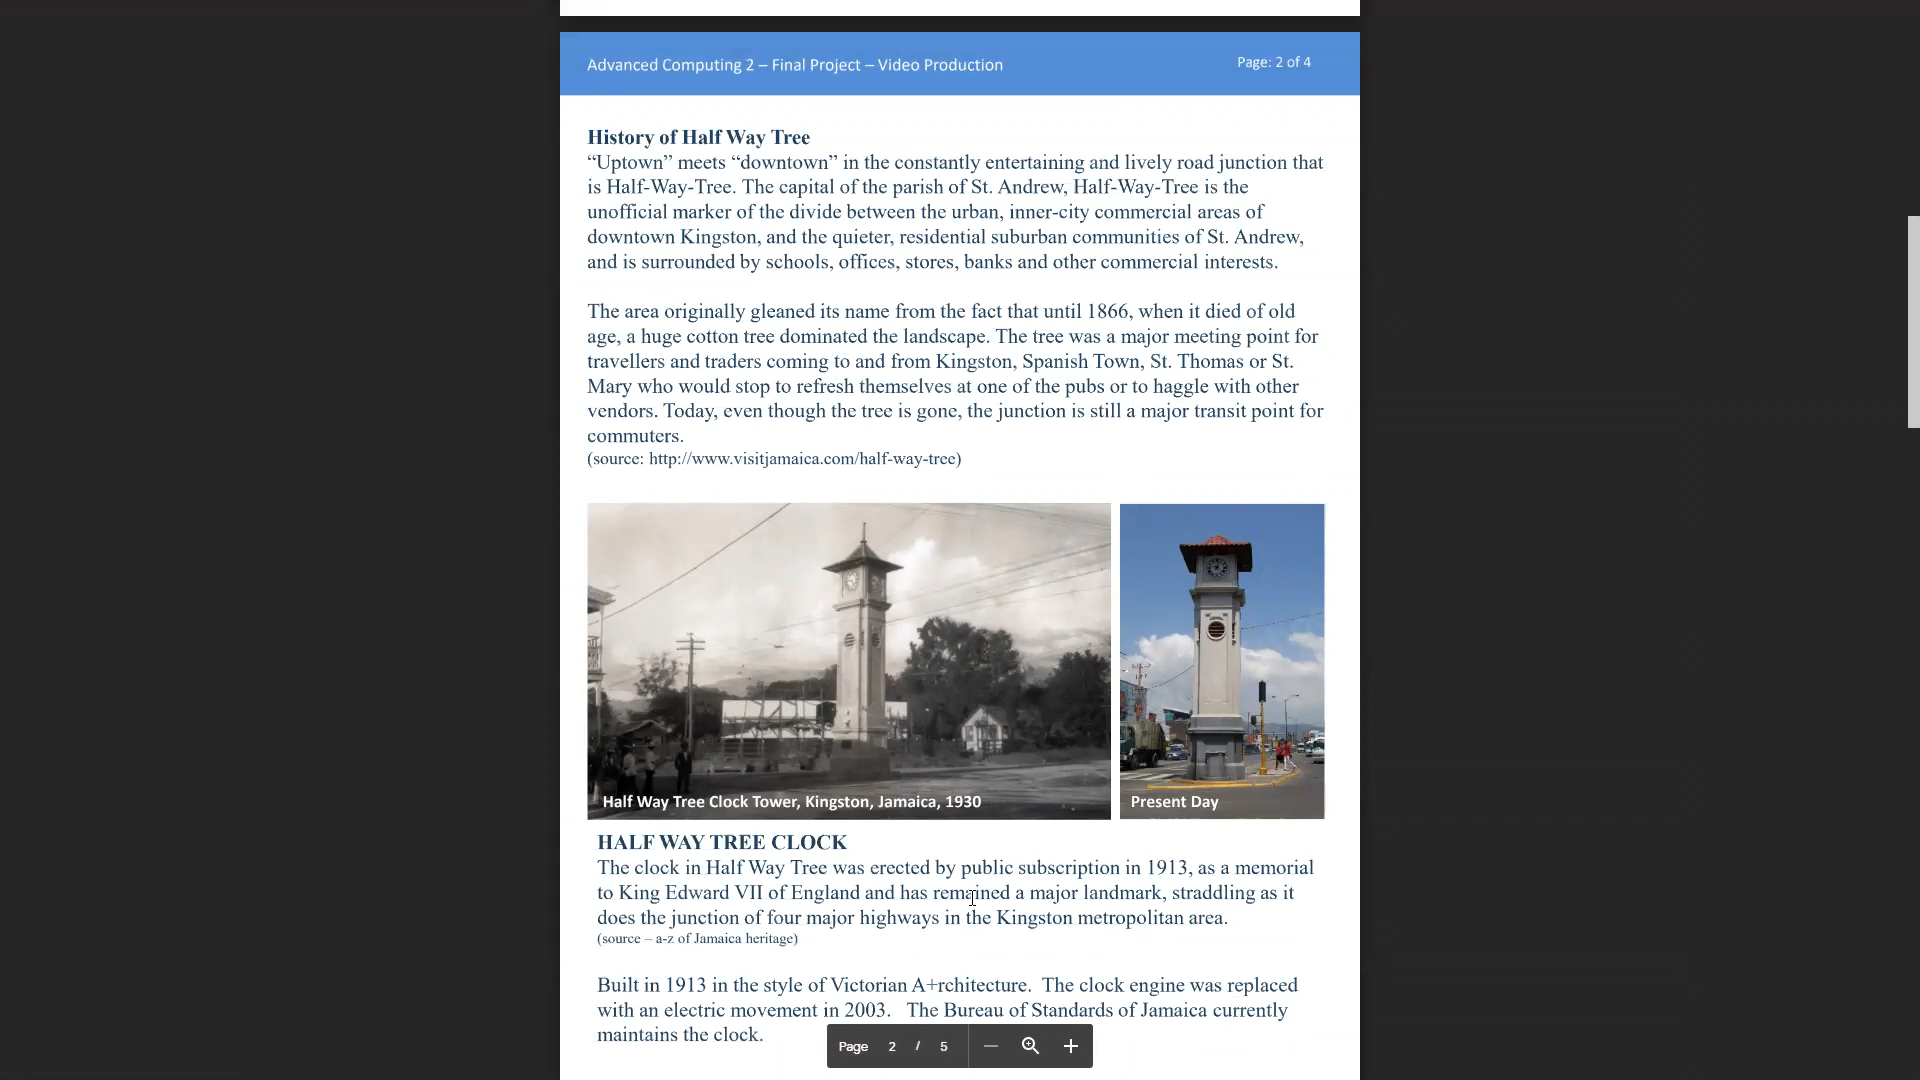 Advanced Computing 2 – Final Project – Video Production
Page: 2 of 4
History of Half Way Tree
“Uptown” meets “downtown” in the constantly entertaining and lively road junction that
is Half-Way-Tree. The capital of the parish of St. Andrew, Half-Way-Tree is the
unofficial marker of the divide between the urban, inner-city commercial areas of
downtown Kingston, and the quieter, residential suburban communities of St. Andrew,
and is surrounded by schools, offices, stores, banks and other commercial interests.
The area originally gleaned its name from the fact that until 1866, when it died of old
age, a huge cotton tree dominated the landscape. The tree was a major meeting point for
travellers and traders coming to and from Kingston, Spanish Town, St. Thomas or St.
Mary who would stop to refresh themselves at one of the pubs or to haggle with other
vendors. Today, even though the tree is gone, the junction is still a major transit point for
commuters.
(source: http://www.visitjamaica.com/half-way-tree)
Half Way Tree Clock Tower, Kingston, Jamaica, 1930
Present Day
HALF WAY TREE CLOCK
The clock in Half Way Tree was erected by public subscription in 1913, as a memorial
to King Edward VII of England and has remained a major landmark, straddling as it
does the junction of four major highways in the Kingston metropolitan area.
(source – a-z of Jamaica heritage)
Built in 1913 in the style of Victorian A+rchitecture.  The clock engine was replaced
with an electric movement in 2003.   The Bureau of Standards of Jamaica currently
maintains the clock.
Page 2 / 5